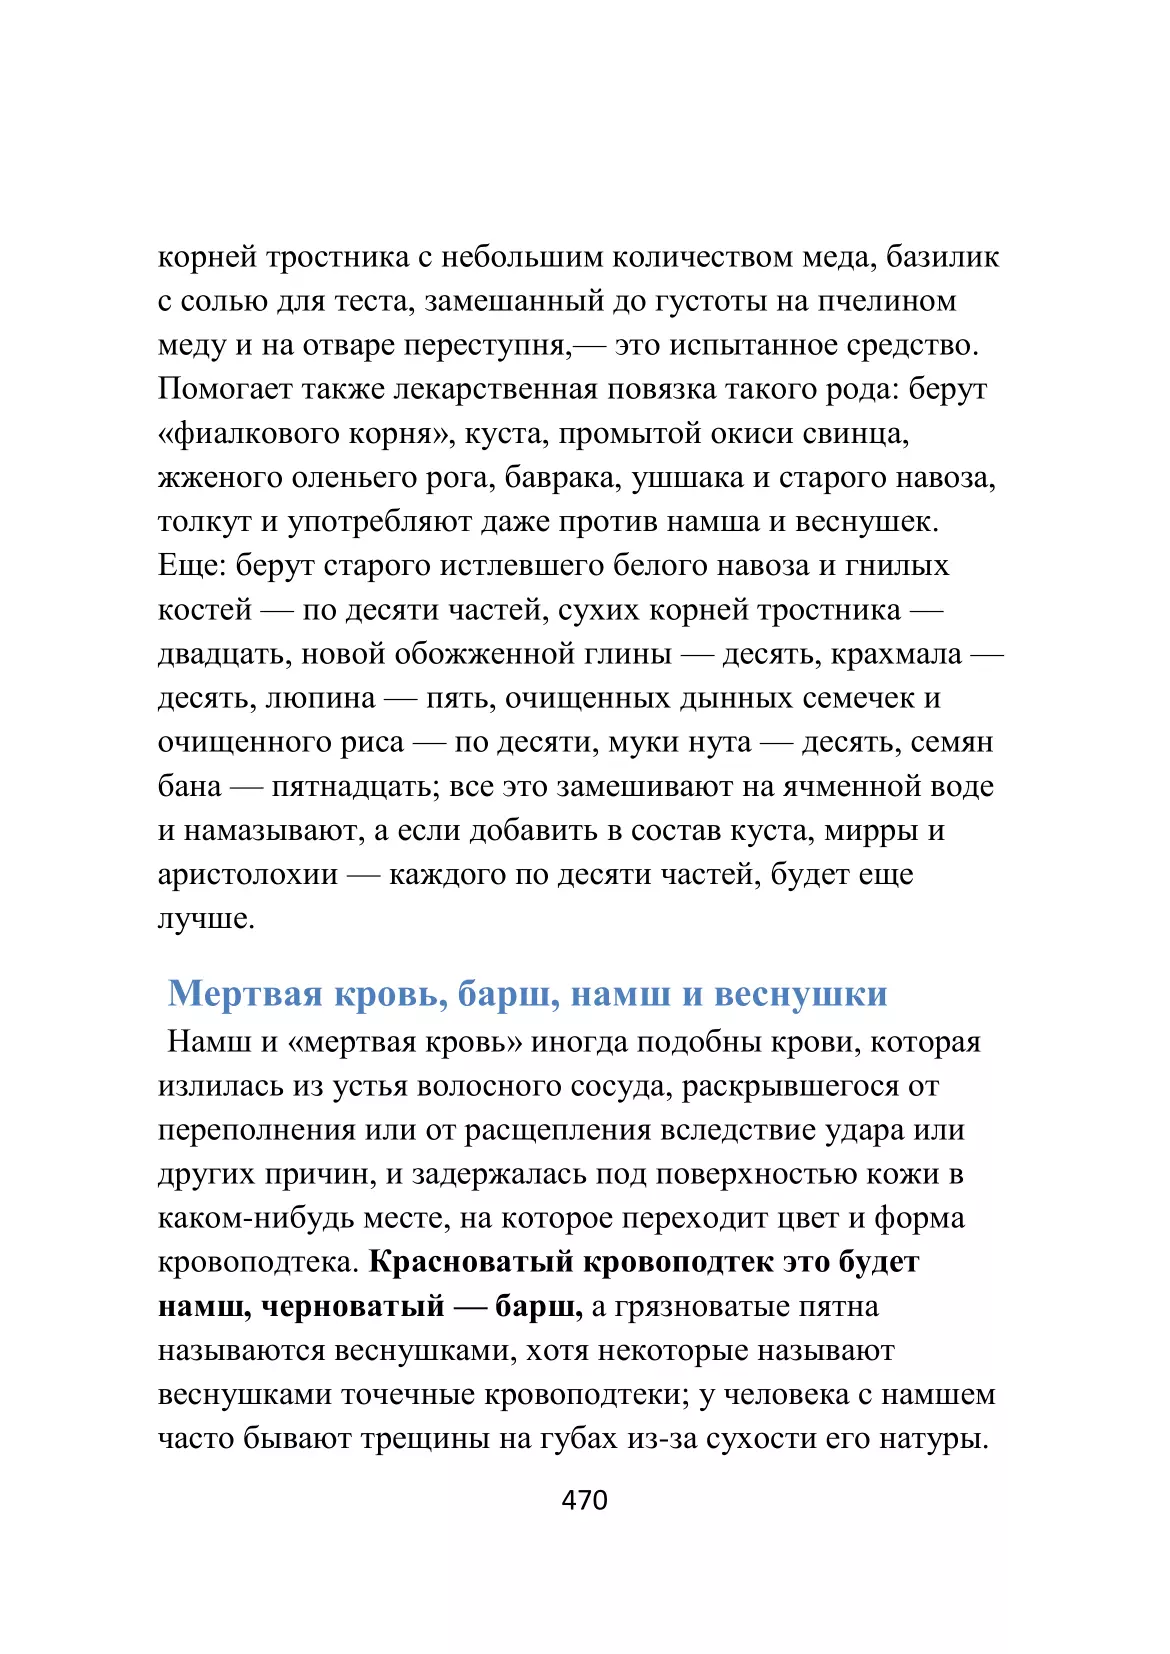 корней тростника с небольшим количеством меда, базилик
с солью для теста, замешанный до густоты на пчелином
меду и на отваре переступня,— это испытанное средство.
Помогает также лекарственная повязка такого рода: берут
«фиалкового корня», куста, промытой окиси свинца,
жженого оленьего рога, баврака, ушшака и старого навоза,
толкут и употребляют даже против намша и веснушек.
Еще: берут старого истлевшего белого навоза и гнилых
костей — по десяти частей, сухих корней тростника —
двадцать, новой обожженной глины — десять, крахмала —
десять, люпина — пять, очищенных дынных семечек и
очищенного риса — по десяти, муки нута — десять, семян
бана — пятнадцать; все это замешивают на ячменной воде
и намазывают, а если добавить в состав куста, мирры и
аристолохии — каждого по десяти частей, будет еще
лучше.
Мертвая кровь, барш, намш и веснушки
Намш и «мертвая кровь» иногда подобны крови, которая
излилась из устья волосного сосуда, раскрывшегося от
переполнения или от расщепления вследствие удара или
других причин, и задержалась под поверхностью кожи в
каком-нибудь месте, на которое переходит цвет и форма
кровоподтека. Красноватый кровоподтек это будет
намш, черноватый — барш, а грязноватые пятна
называются веснушками, хотя некоторые называют
веснушками точечные кровоподтеки; у человека с намшем
часто бывают трещины на губах из-за сухости его натуры.
470